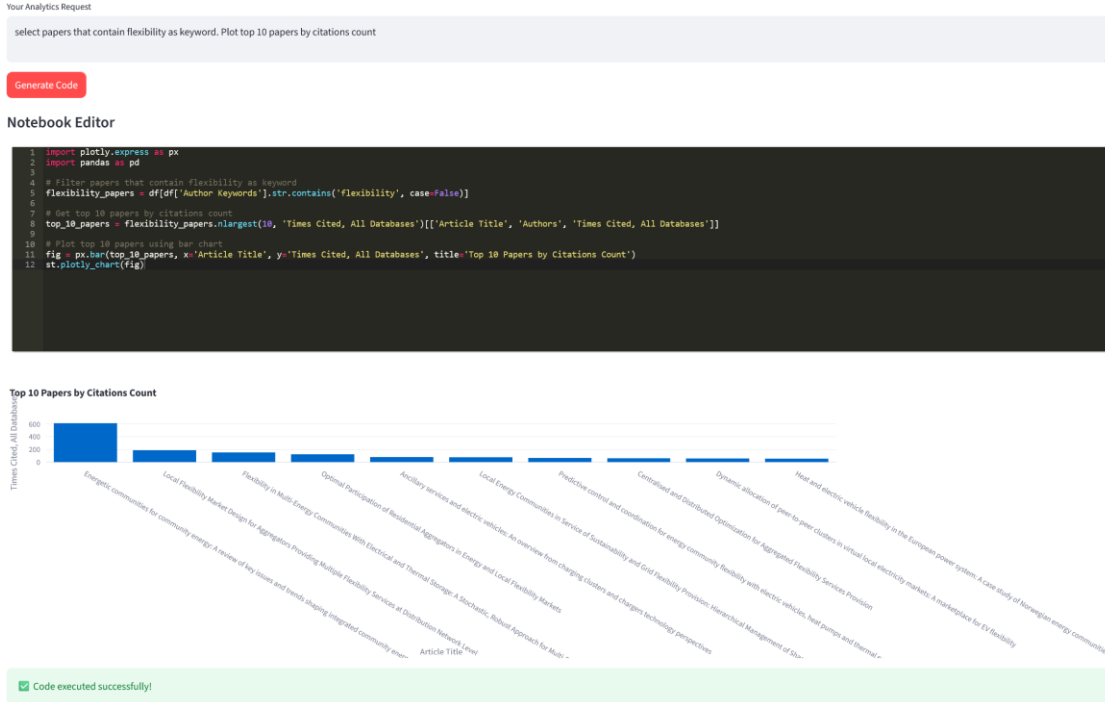 Your Analytics Request
select papers that contain flexibility as keyword. Plot top 10 papers by citations count
Generate Code
Notebook Editor
1 import plotly.express as px
2 import pandas as pd
3
4 # Filter papers that contain flexibility as keyword
5 flexibility_papers = df[df['Author Keywords'].str.contains('flexibility', case=False)]
6
7 # Get top 10 papers by citations count
8 top_10_papers = flexibility_papers.nlargest(10, 'Times Cited, All Databases')[['Article Title', 'Authors', 'Times Cited, All Databases']]
9
10 # Plot top 10 papers using bar chart
11 fig = px.bar(top_10_papers, x='Article Title', y='Times Cited, All Databases', title='Top 10 Papers by Citations Count')
12 st.plotly_chart(fig)
Top 10 Papers by Citations Count
Times Cited, All Database
600
400
200
0
Energetic communities for community energy: A review of key issues and trends shaping integrated community ener
Local Flexibility Market Design for Aggregators Providing Multiple Flexibility Services at Distribution Network Level
Flexibility in Multi-Energy Communities With Electrical and Thermal Storage: A Stochastic, Robust Approach for Multi-
Optimal Participation of Residential Aggregators in Energy and Local Flexibility Markets
Ancillary services and electric vehicles: An overview from charging clusters and chargers technology perspectives
Local Energy Communities in Service of Sustainability and Grid Flexibility Provision: Hierarchical Management of Sho
Predictive control and coordination for energy community flexibility with electric vehicles, heat pumps and thermal
Centralised and Distributed Optimization for Aggregated Flexibility Services Provision
Dynamic allocation of peer-to-peer clusters in virtual local electricity markets: A marketplace for EV flexibility
Heat and electric vehicle flexibility in the European power system: A case study of Norwegian energy communitie
Article Title
Code executed successfully!